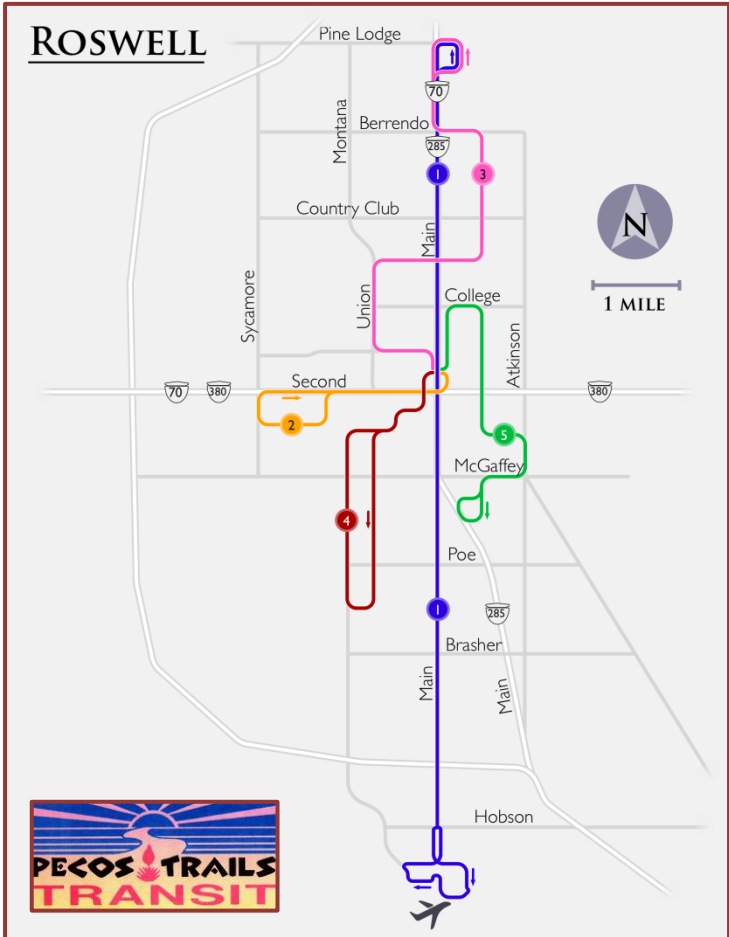 ROSWELL
Pine Lodge
70
Montana
Berrendo
285
1
3
N
Country Club
Main
1 MILE
Sycamore
Union
College
Atkinson
Second
70
380
380
2
5
McGaffey
4
Poe
1
285
Brasher
Main
Main
Hobson
PECOS TRAILS
TRANSIT